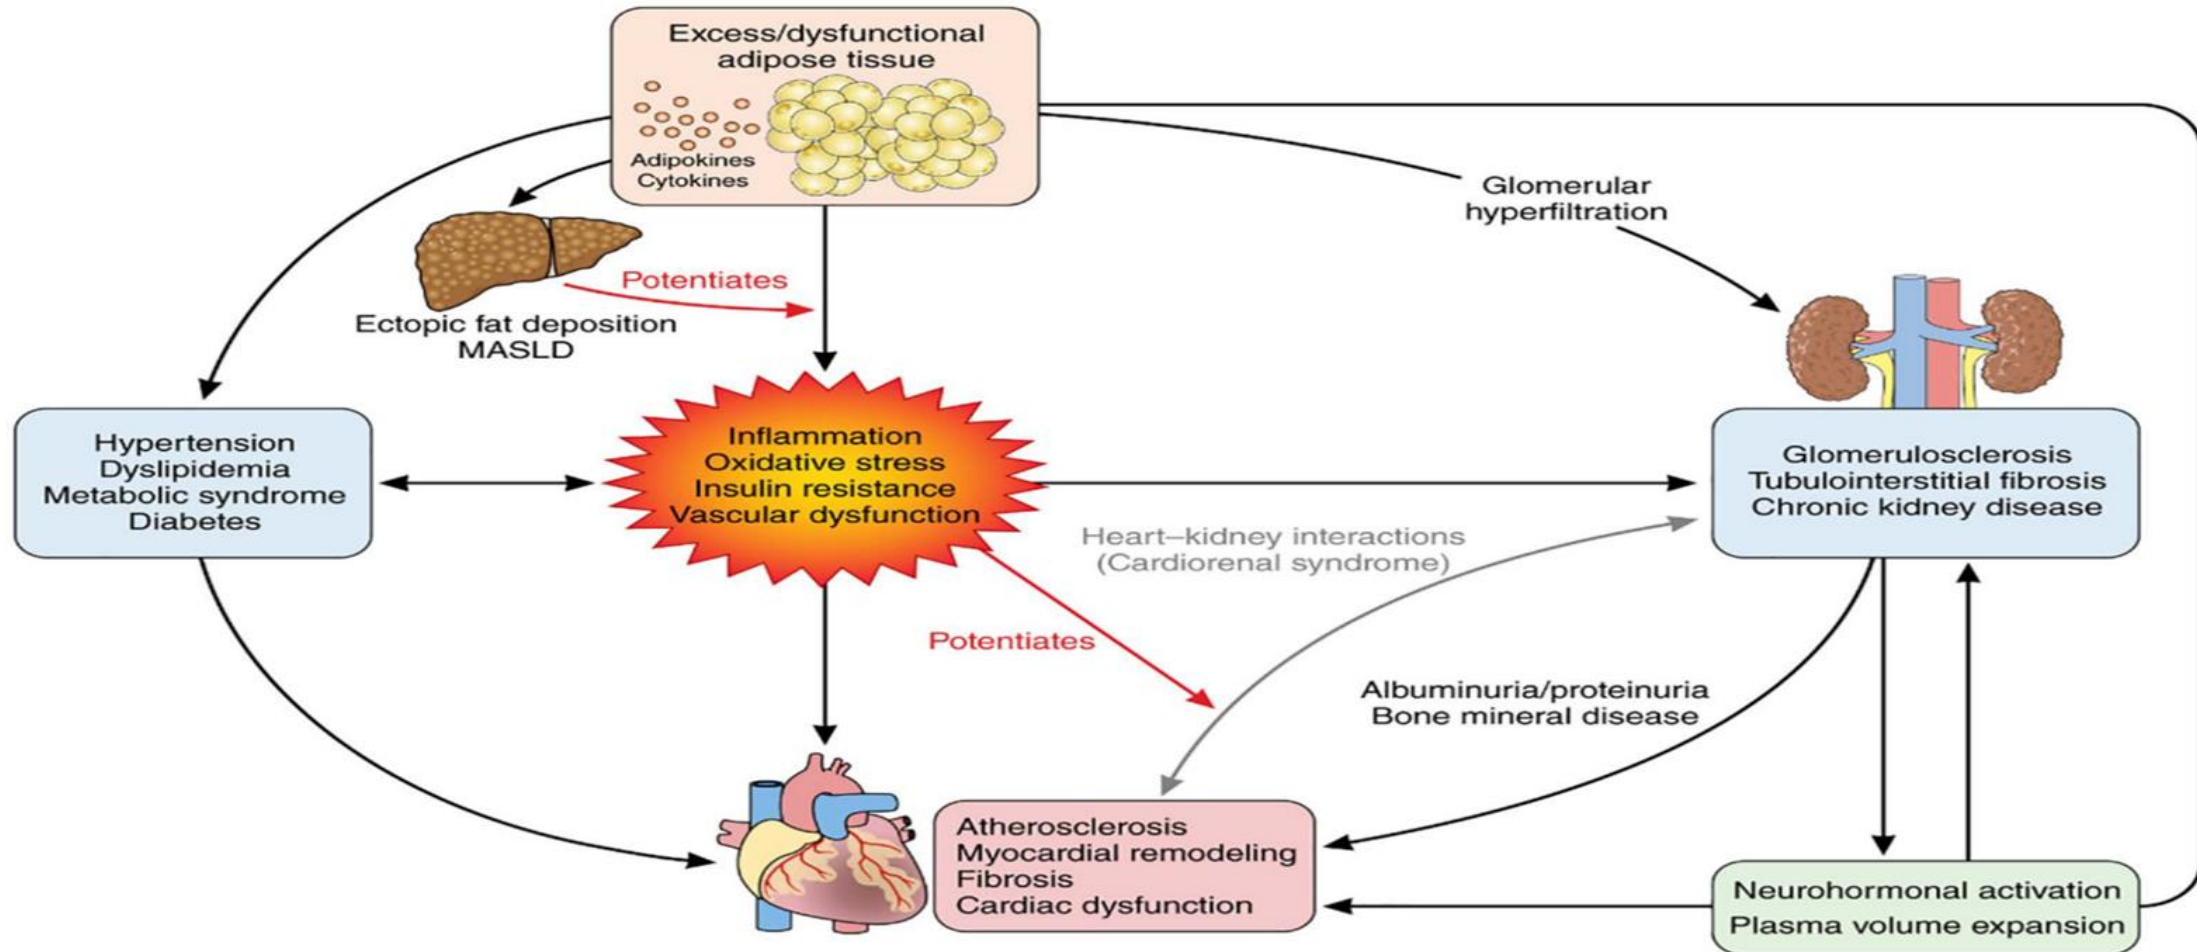 Excess/dysfunctional
adipose tissue
Adipokines
Cytokines
Glomerular
hyperfiltration
Potentiates
Ectopic fat deposition
MASLD
Hypertension
Dyslipidemia
Metabolic syndrome
Diabetes
Inflammation
Oxidative stress
Insulin resistance
Vascular dysfunction
Glomerulosclerosis
Tubulointerstitial fibrosis
Chronic kidney disease
Heart–kidney interactions
(Cardiorenal syndrome)
Potentiates
Albuminuria/proteinuria
Bone mineral disease
Atherosclerosis
Myocardial remodeling
Fibrosis
Cardiac dysfunction
Neurohormonal activation
Plasma volume expansion